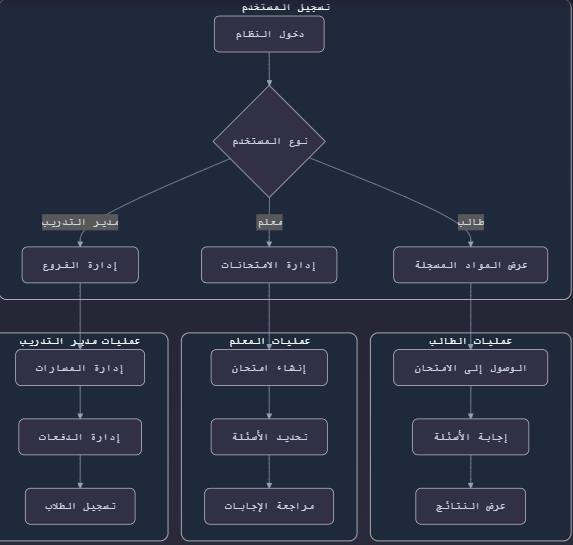 تسجيل المستخدم
دخول النظام
نوع المستخدم
طالب
معلم
مدير التدريب
عرض المواد المسجلة
إدارة الامتحانات
إدارة الفروع
عمليات الطالب
عمليات المعلم
عمليات مدير التدريب
الوصول إلى الامتحان
إنشاء امتحان
إدارة المسارات
إجابة الأسئلة
تحديد الأسئلة
إدارة الدفعات
عرض النتائج
مراجعة الإجابات
تسجيل الطلاب